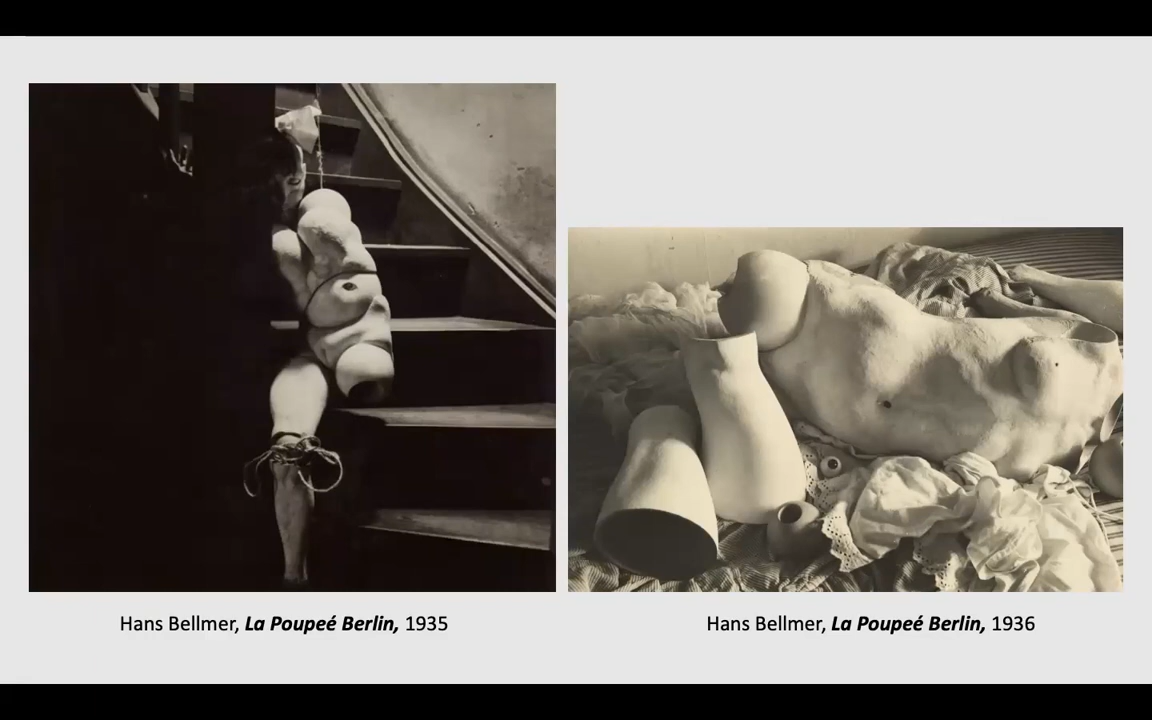 Hans Bellmer, La Poupeé Berlin, 1935
Hans Bellmer, La Poupeé Berlin, 1936